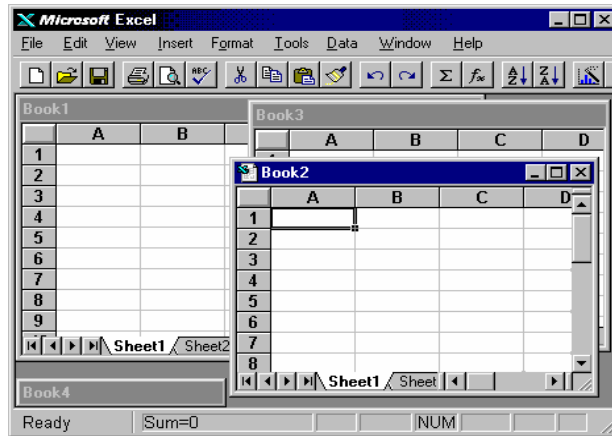 Microsoft Excel
File Edit View Insert Format Tools Data Window Help
ABC Σ fx A Z Z A
Book1
A B
1
2
3
4
5
6
7
8
9
Sheet1 Sheet2
Book3
A B C D
Book2
A B C D
1
2
3
4
5
6
7
8
Sheet1 Sheet
Book4
Ready Sum=0 NUM